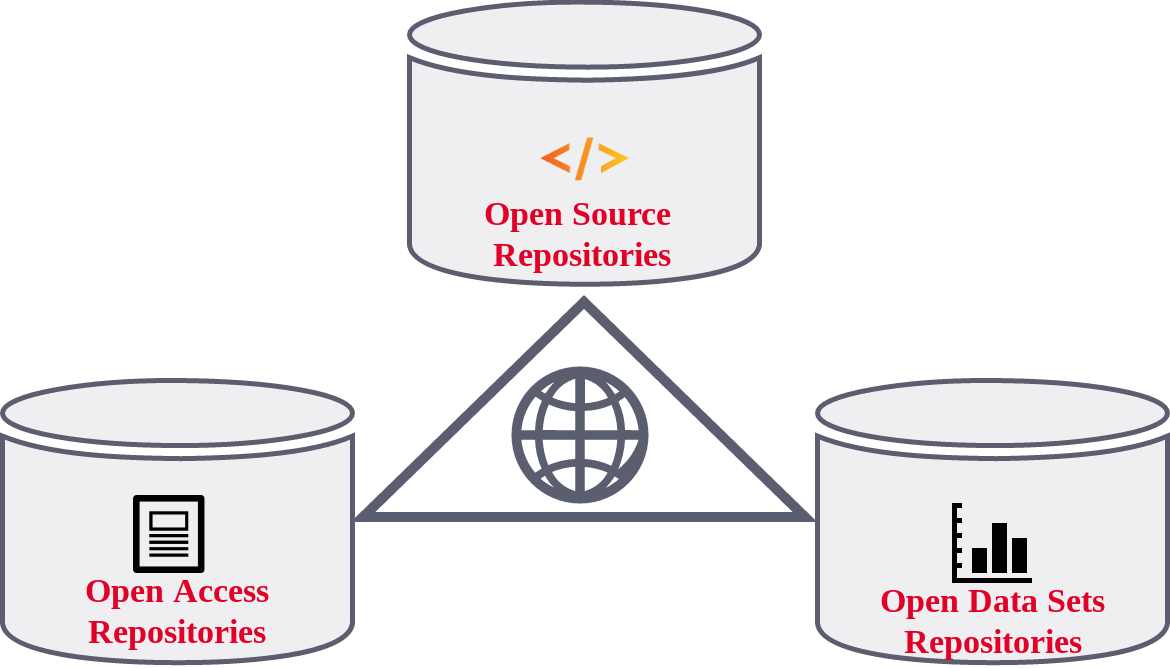 </>
Open Source
Repositories
Open Access
Repositories
Open Data Sets
Repositories